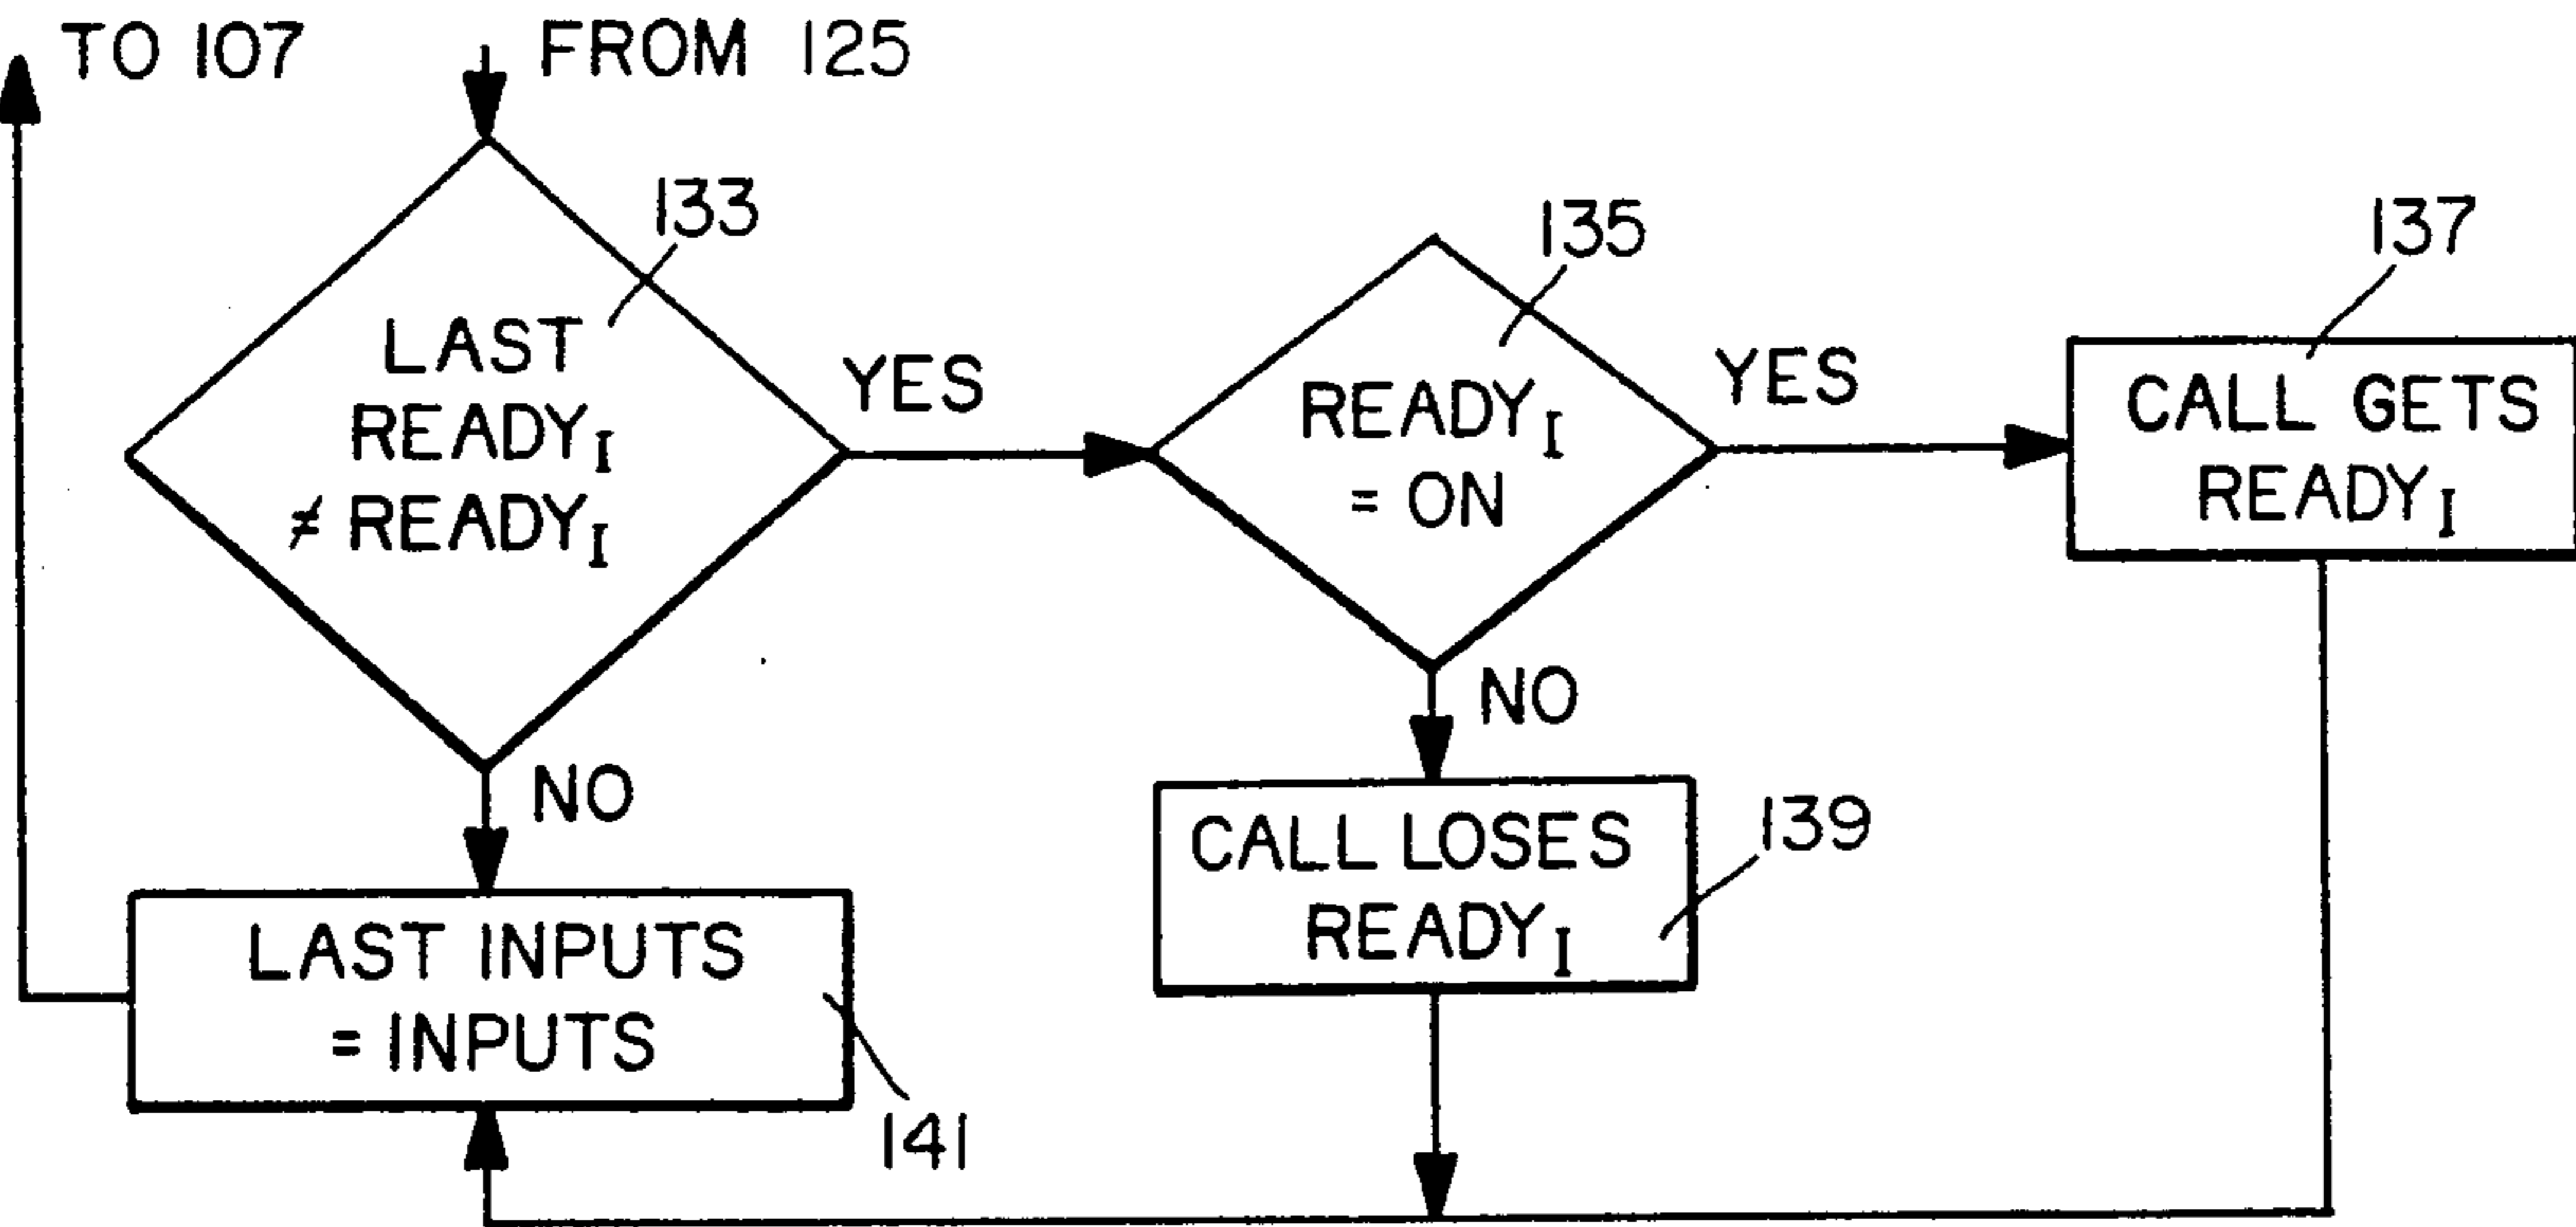 TO 107
FROM 125
133
LAST
READY_I
≠ READY_I
YES
NO
135
READY_I
= ON
YES
NO
137
CALL GETS
READY_I
CALL LOSES
READY_I
139
LAST INPUTS
= INPUTS
141